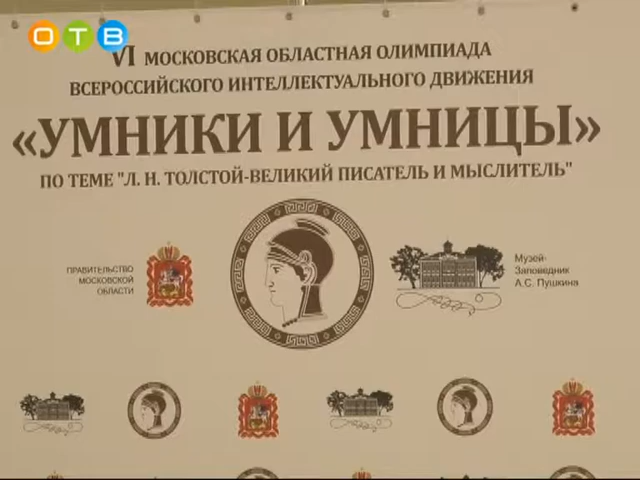 ОТВ
VI МОСКОВСКАЯ ОБЛАСТНАЯ ОЛИМПИАДА
ВСЕРОССИЙСКОГО ИНТЕЛЛЕКТУАЛЬНОГО ДВИЖЕНИЯ
«УМНИКИ И УМНИЦЫ»
ПО ТЕМЕ "Л. Н. ТОЛСТОЙ-ВЕЛИКИЙ ПИСАТЕЛЬ И МЫСЛИТЕЛЬ"
ПРАВИТЕЛЬСТВО
МОСКОВСКОЙ
ОБЛАСТИ
Музей-
Заповедник
А.С. Пушкина